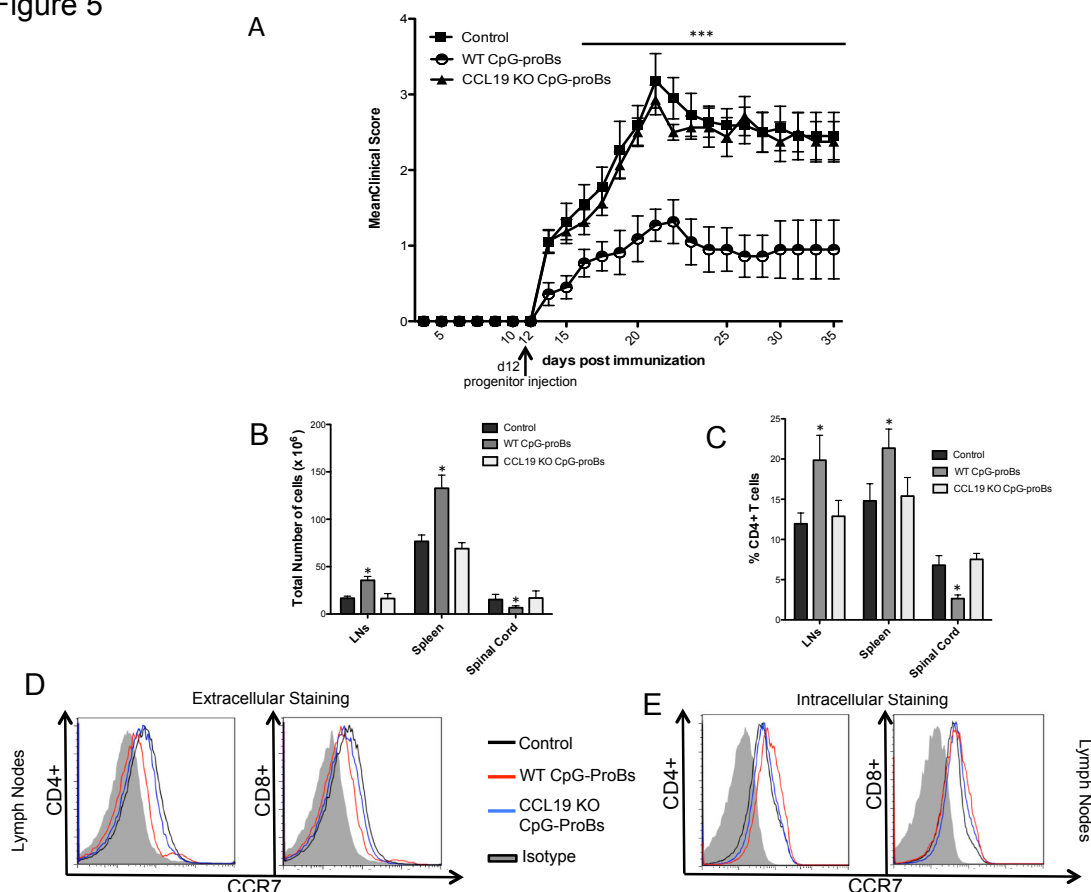 Figure 5
A
4
3
2
1
0
MeanClinical Score
Control
WT CpG-proBs
CCL19 KO CpG-proBs
***
5
10
12
15
20
25
30
35
d12
days post immunization
progenitor injection
B
200
150
100
50
0
Total Number of cells (x 10⁶)
Control
WT CpG-proBs
CCL19 KO CpG-proBs
*
*
*
LNs
Spleen
Spinal Cord
C
25
20
15
10
5
0
% CD4+ T cells
Control
WT CpG-proBs
CCL19 KO CpG-proBs
*
*
*
LNs
Spleen
Spinal Cord
D
Extracellular Staining
Lymph Nodes
CD4+
CD8+
CCR7
Control
WT CpG-ProBs
CCL19 KO
CpG-ProBs
Isotype
E
Intracellular Staining
CD4+
CD8+
CCR7
Lymph Nodes